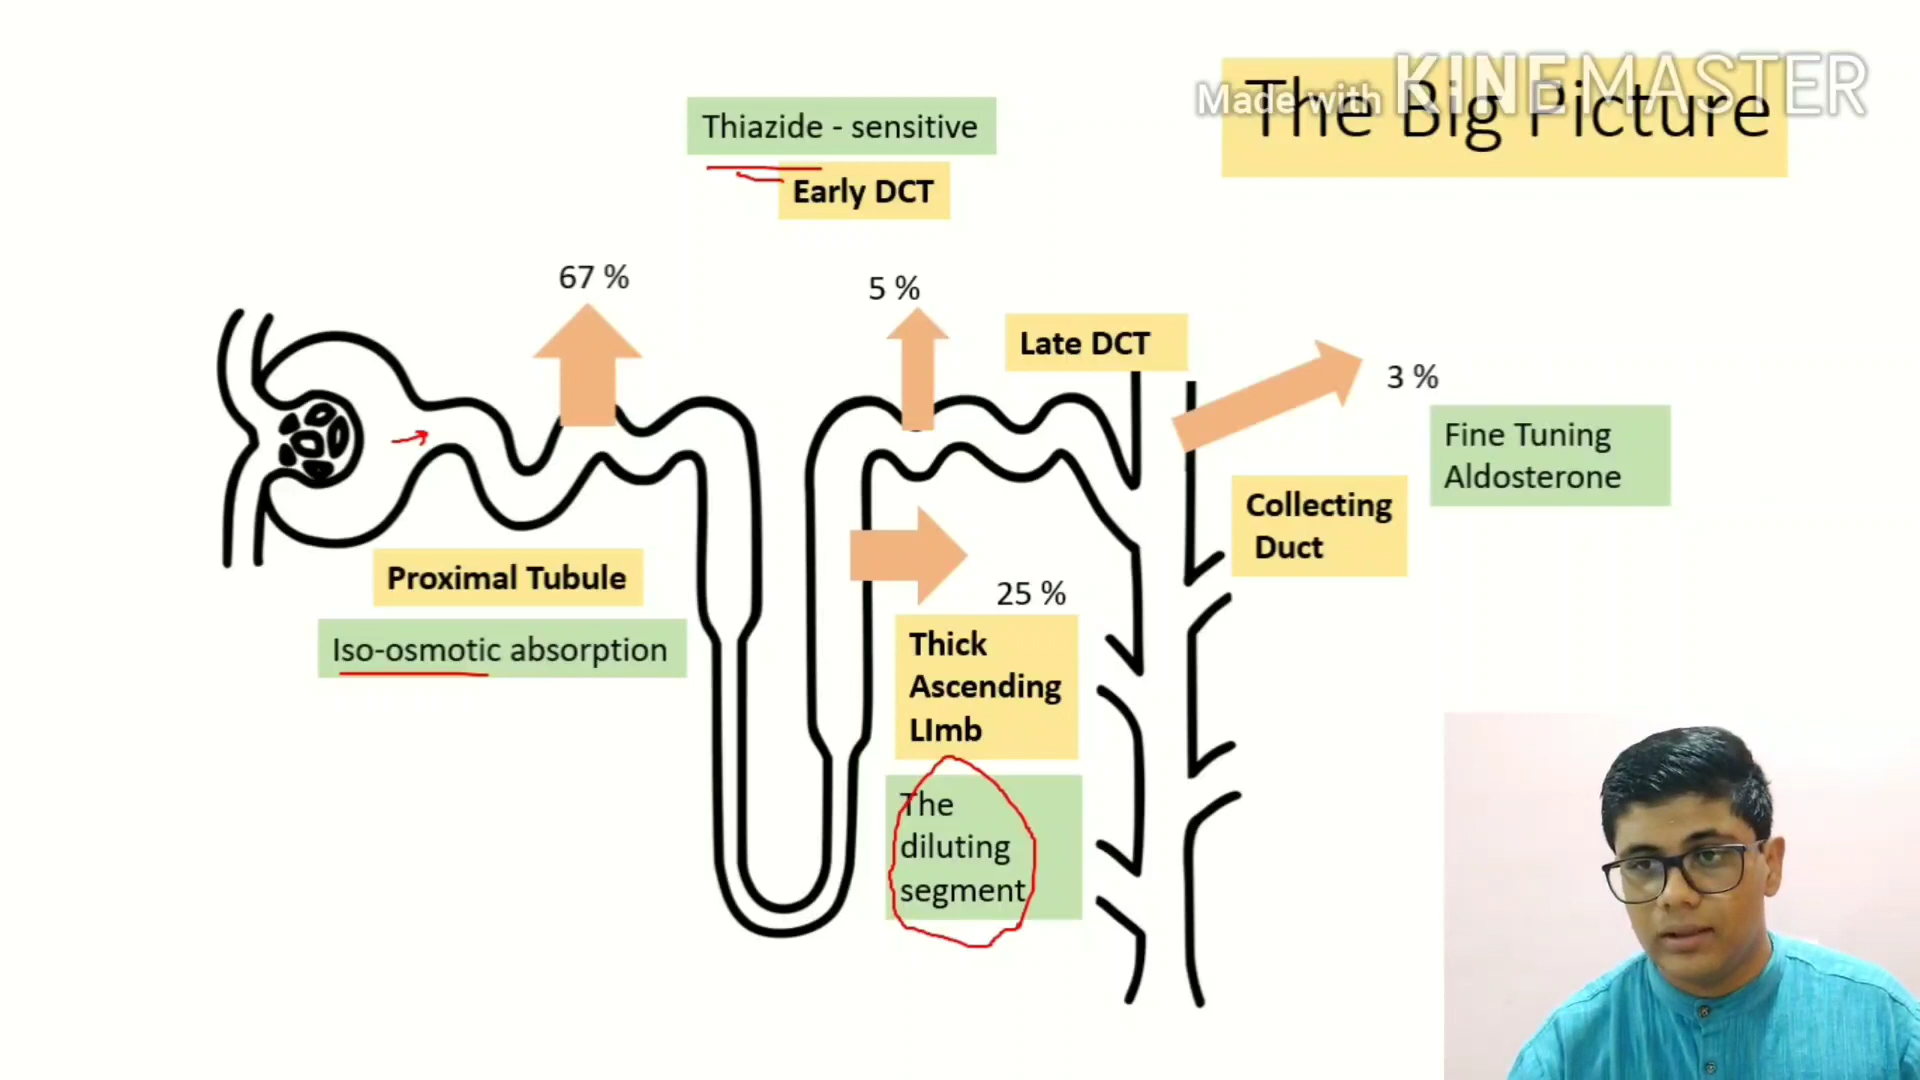 Made with KINEMASTER
The Big Picture
Thiazide - sensitive
Early DCT
67 %
5 %
Late DCT
3 %
Fine Tuning
Aldosterone
Collecting
Duct
Proximal Tubule
Iso-osmotic absorption
25 %
Thick
Ascending
LImb
The
diluting
segment